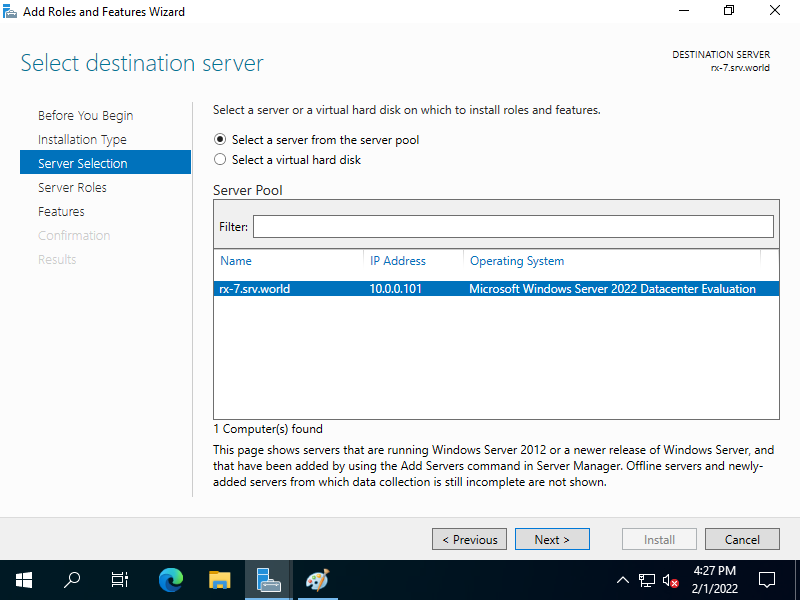 Add Roles and Features Wizard
Select destination server
DESTINATION SERVER
rx-7.srv.world
Before You Begin
Installation Type
Server Selection
Server Roles
Features
Confirmation
Results
Select a server or a virtual hard disk on which to install roles and features.
Select a server from the server pool
Select a virtual hard disk
Server Pool
Filter:
Name IP Address Operating System
rx-7.srv.world 10.0.0.101 Microsoft Windows Server 2022 Datacenter Evaluation
1 Computer(s) found
This page shows servers that are running Windows Server 2012 or a newer release of Windows Server, and
that have been added by using the Add Servers command in Server Manager. Offline servers and newly-
added servers from which data collection is still incomplete are not shown.
< Previous Next > Install Cancel
4:27 PM
2/1/2022